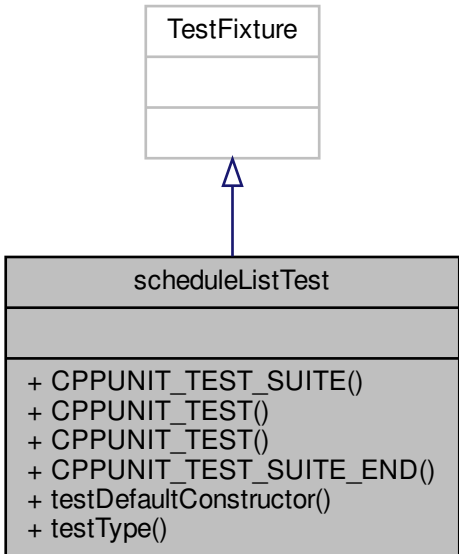 TestFixture
scheduleListTest
+ CPPUNIT_TEST_SUITE()
+ CPPUNIT_TEST()
+ CPPUNIT_TEST()
+ CPPUNIT_TEST_SUITE_END()
+ testDefaultConstructor()
+ testType()